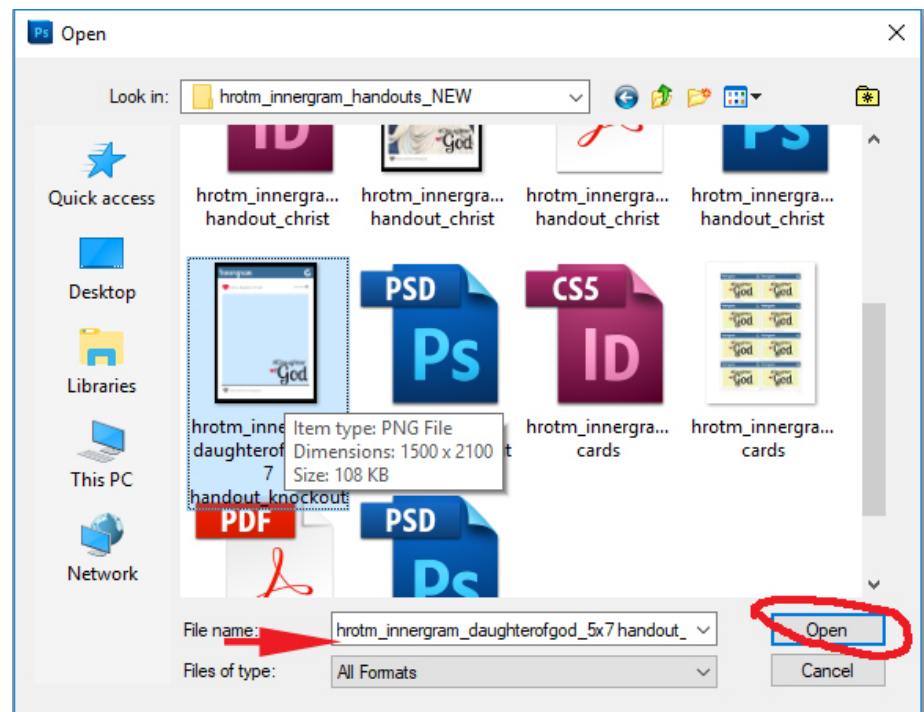 Ps Open
Look in: hrotm_innergram_handouts_NEW
ID God Ps
Quick access
hrotm_innergra... hrotm_innergra... hrotm_innergra... hrotm_innergra...
handout_christ handout_christ handout_christ handout_christ
Desktop
Innergram
God
PSD Ps
CS5 ID
God God
God God
God God
God God
Libraries
hrotm_inne
daughterof
7
handout_knockout
Item type: PNG File
Dimensions: 1500 x 2100
Size: 108 KB
t
hrotm_innergra... hrotm_innergra...
cards cards
This PC
PDF PSD
Ps
Network
File name: hrotm_innergram_daughterofgod_5x7 handout_ Open
Files of type: All Formats Cancel